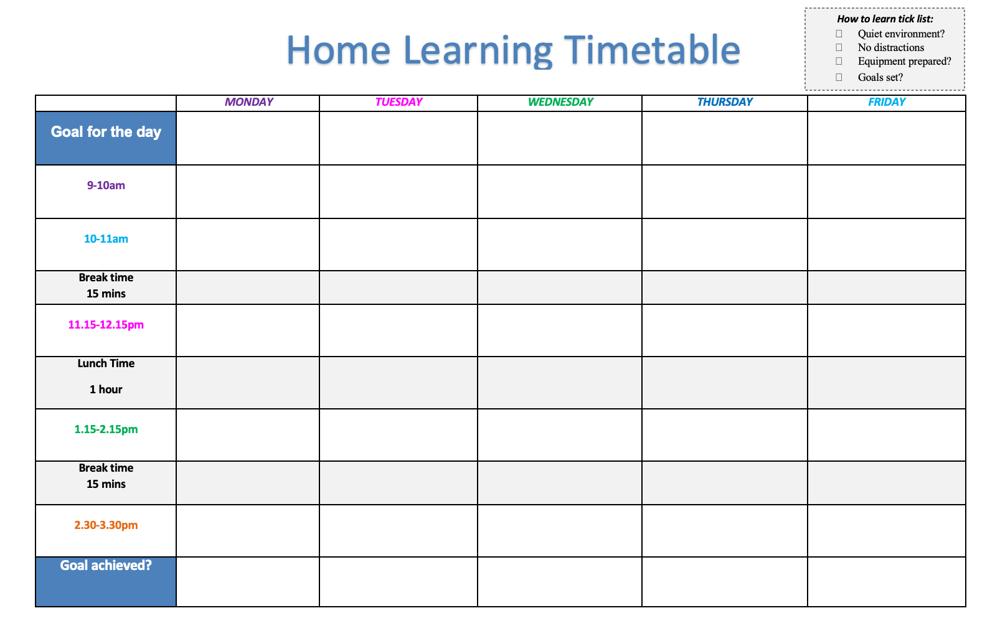 How to learn tick list:
Quiet environment?
No distractions
Equipment prepared?
Goals set?
Home Learning Timetable
MONDAY TUESDAY WEDNESDAY THURSDAY FRIDAY
Goal for the day
9-10am
10-11am
Break time
15 mins
11.15-12.15pm
Lunch Time
1 hour
1.15-2.15pm
Break time
15 mins
2.30-3.30pm
Goal achieved?